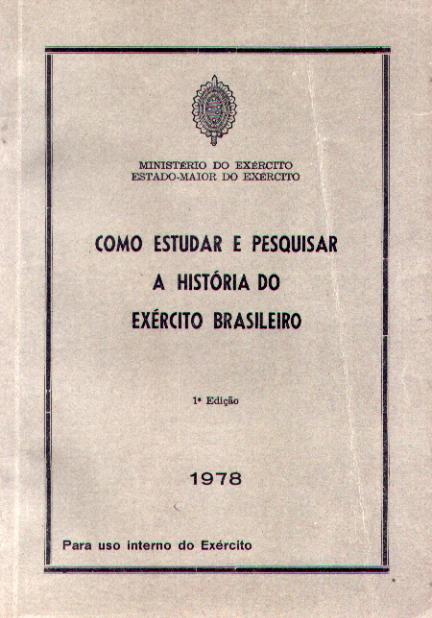 MINISTÉRIO DO EXÉRCITO
ESTADO-MAIOR DO EXÉRCITO
COMO ESTUDAR E PESQUISAR
A HISTÓRIA DO
EXÉRCITO BRASILEIRO
1ª Edição
1978
Para uso interno do Exército